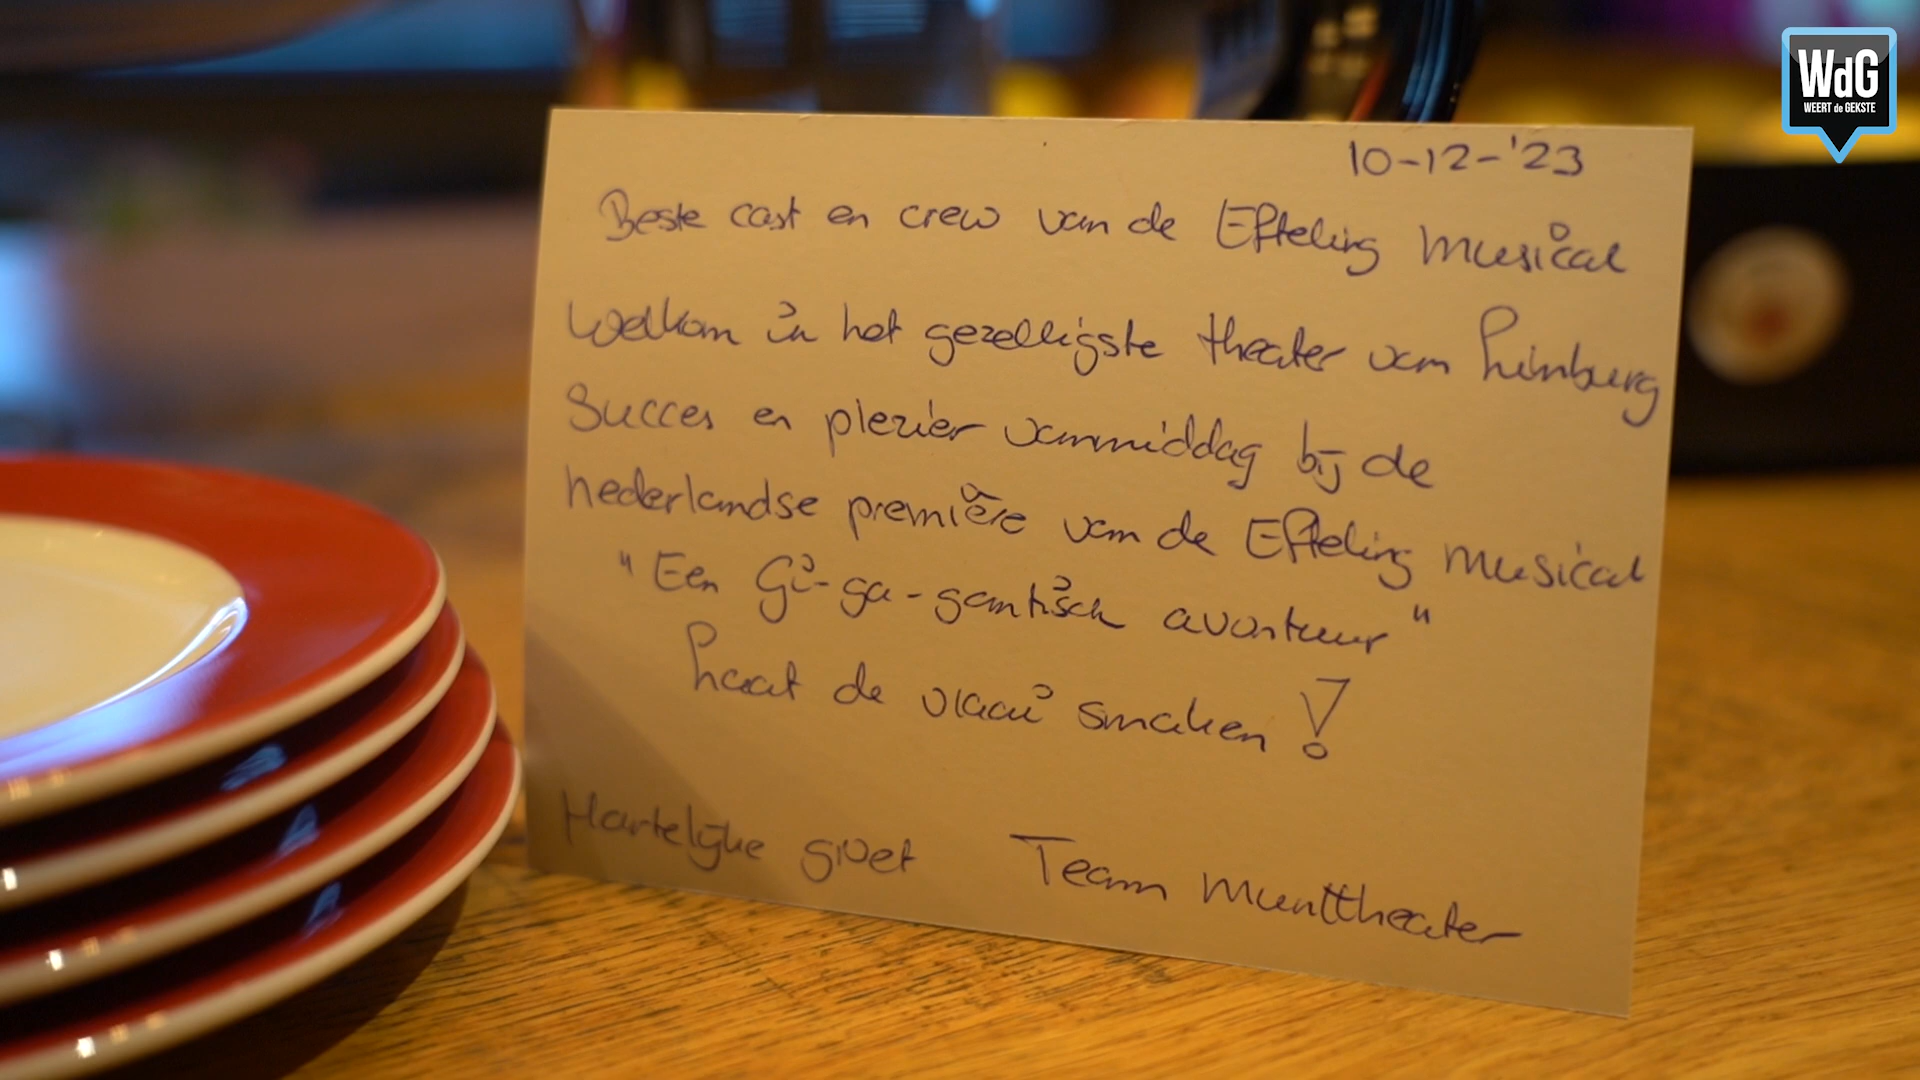 WdG
WEERT de GEKSTE
10-12-'23
Beste cast en crew van de Efteling Musical
Welkom in het gezelligste theater van Limburg
Succes en plezier vanmiddag bij de
nederlandse première van de Efteling musical
"Een Gi-ga-gantisch avontuur"
Laat de vlaai smaken!
Hartelijke groet Team Munttheater